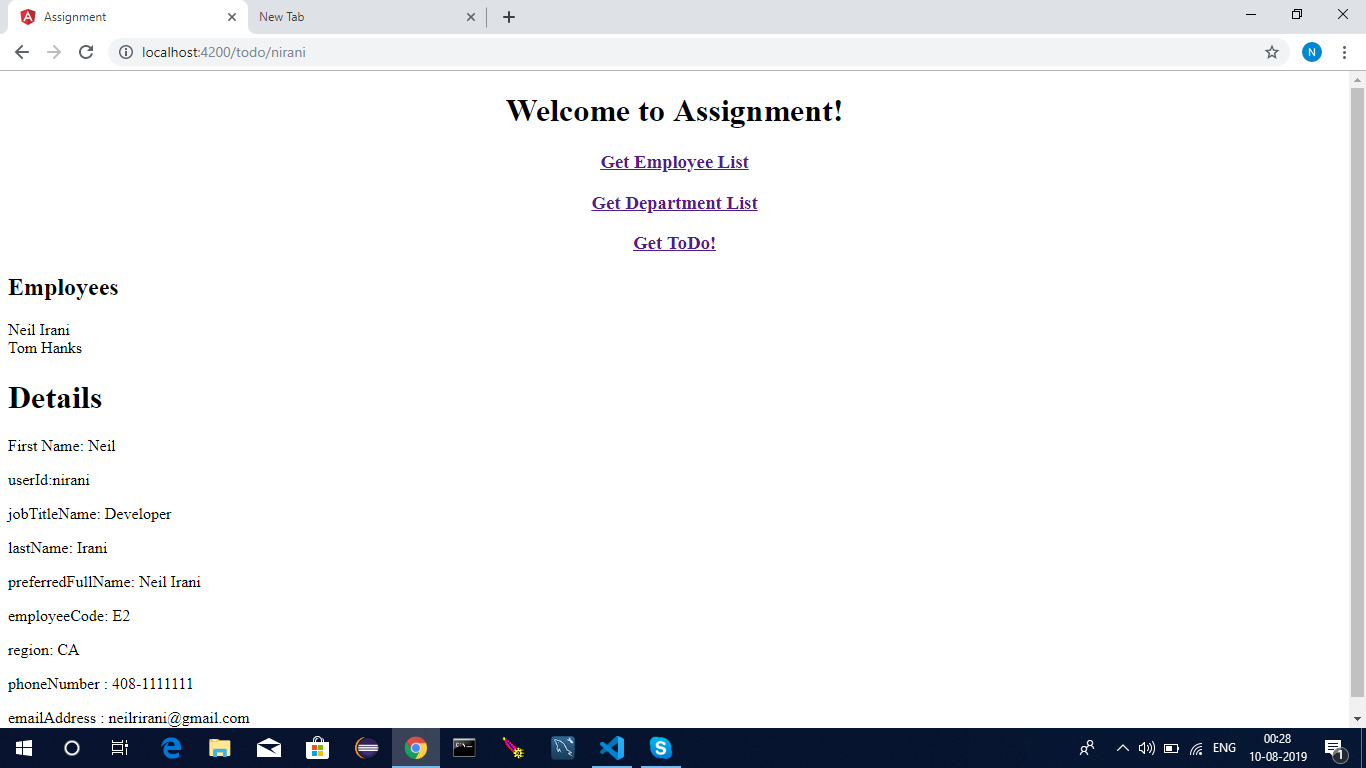 Assignment
New Tab
localhost:4200/todo/nirani
N
Welcome to Assignment!
Get Employee List
Get Department List
Get ToDo!
Employees
Neil Irani
Tom Hanks
Details
First Name: Neil
userId:nirani
jobTitleName: Developer
lastName: Irani
preferredFullName: Neil Irani
employeeCode: E2
region: CA
phoneNumber : 408-1111111
emailAddress : neilrirani@gmail.com
ENG
00:28
10-08-2019
1